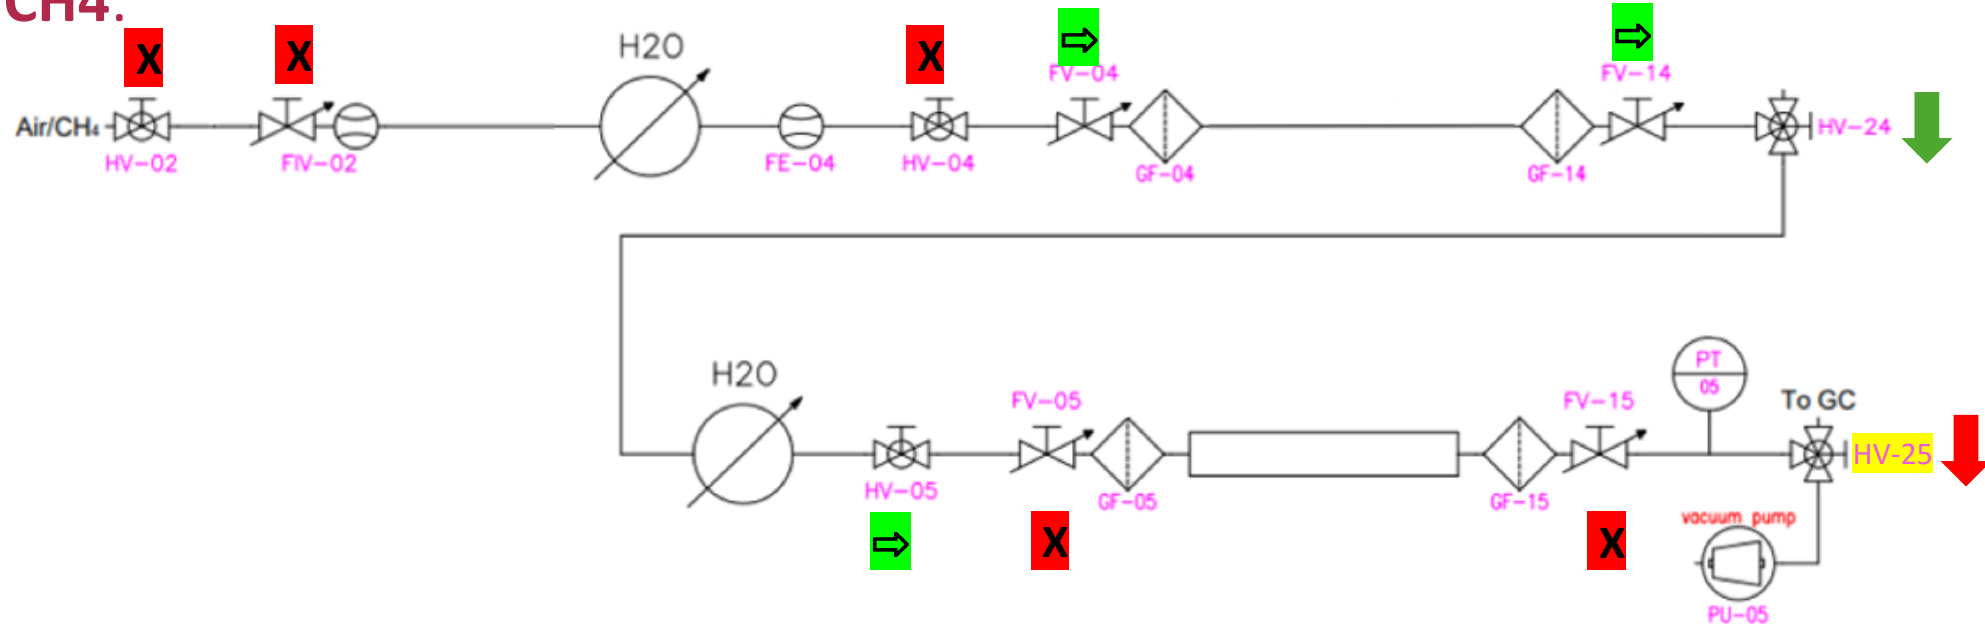 CH4.
X X X
H2O
FV-04 FV-14
Air/CH₄ HV-24
HV-02 FIV-02 FE-04 HV-04 GF-04 GF-14
H2O
FV-05 FV-15 PT
05
To GC
HV-25
HV-05 GF-05 GF-15
X X
vacuum pump
PU-05